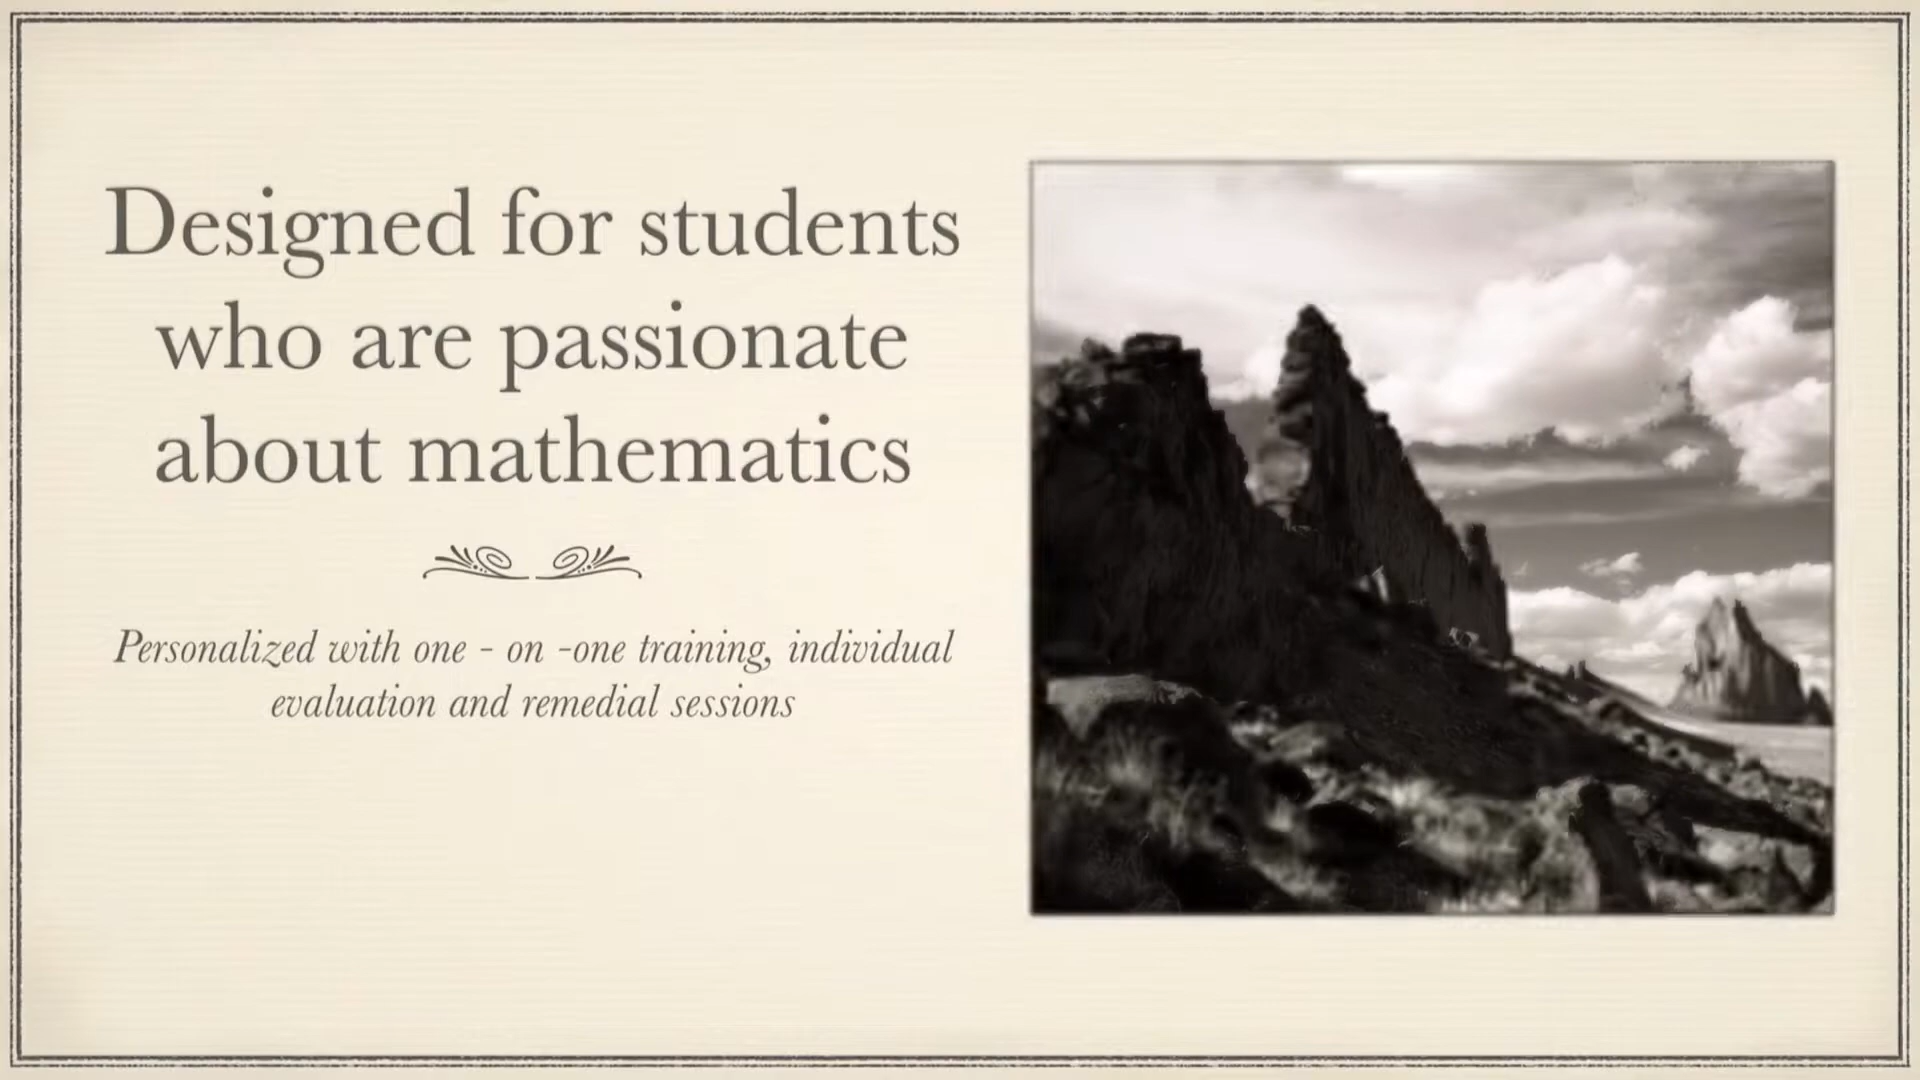 Designed for students
who are passionate
about mathematics
Personalized with one - on -one training, individual
evaluation and remedial sessions